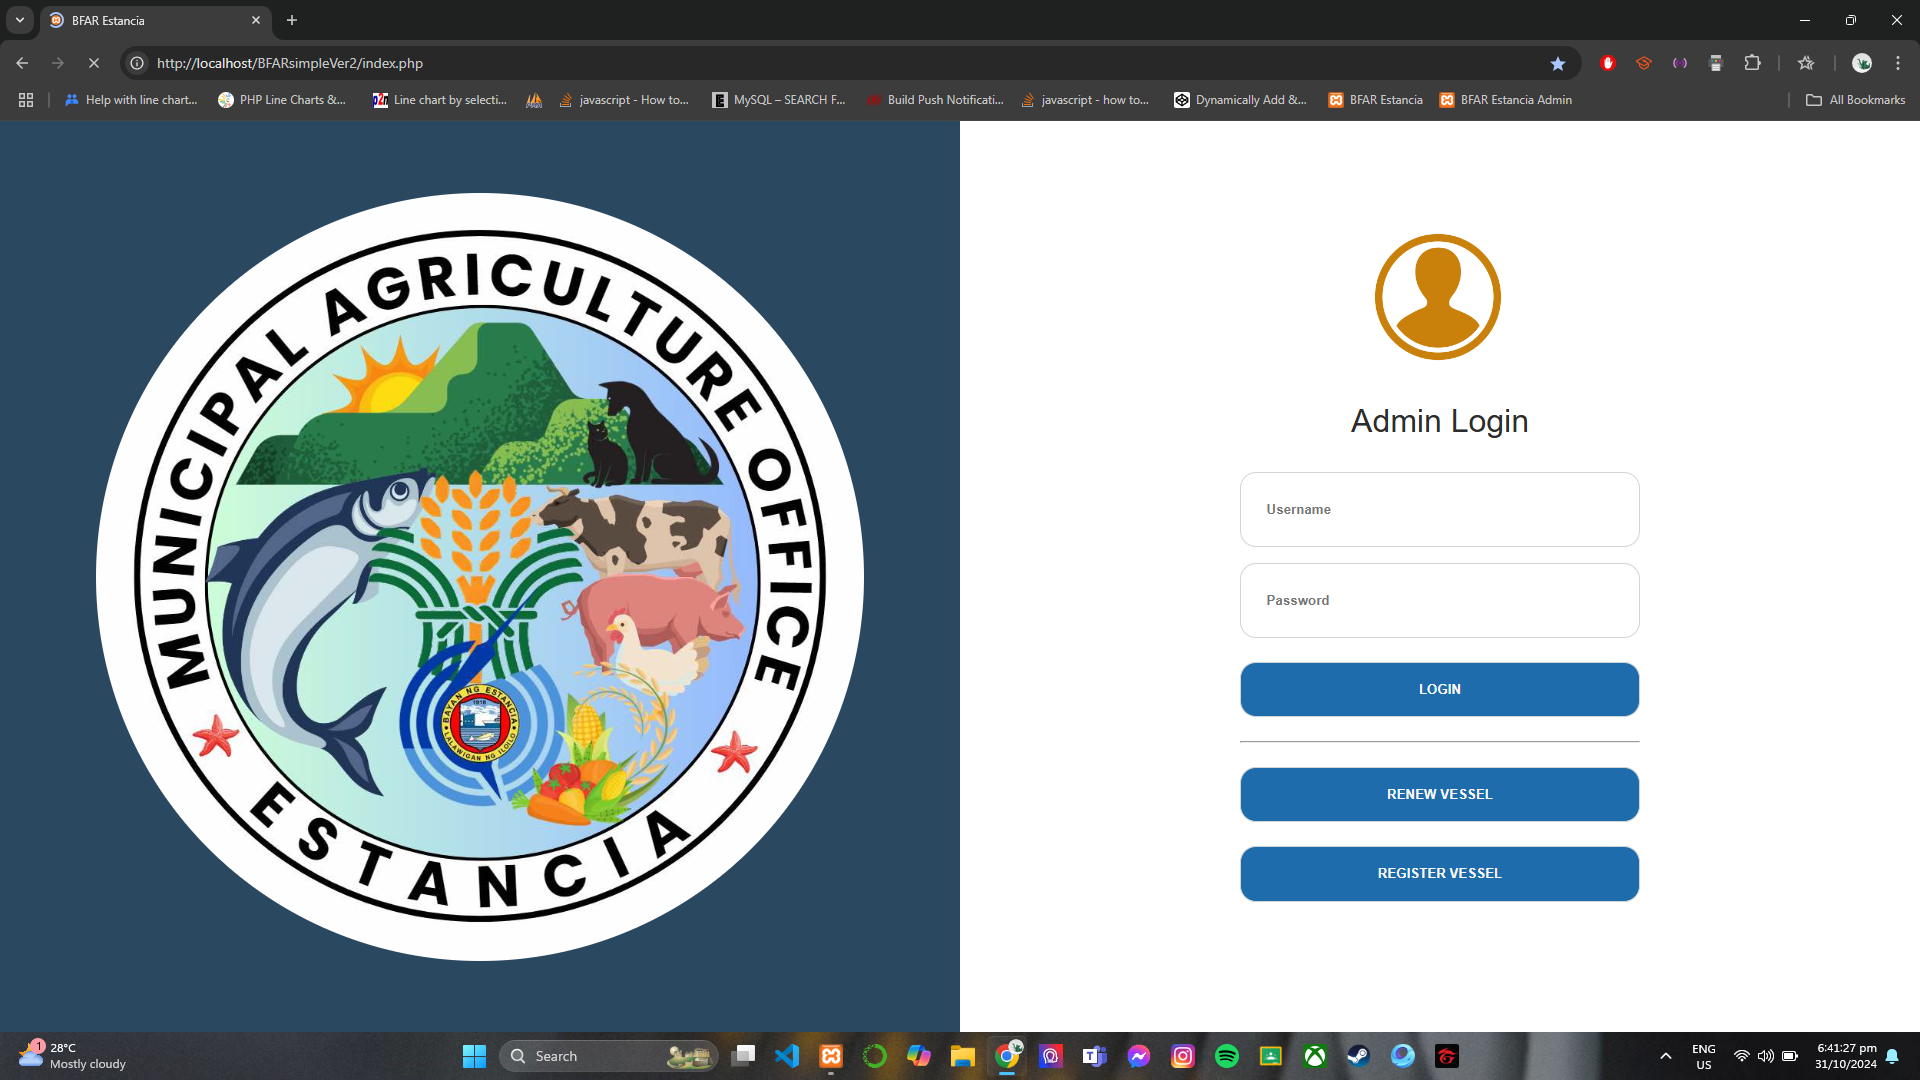 BFAR Estancia
http://localhost/BFARsimpleVer2/index.php
Help with line chart...
PHP Line Charts &...
Line chart by selecti...
javascript - How to...
MySQL – SEARCH F...
Build Push Notificati...
javascript - how to...
Dynamically Add &...
BFAR Estancia
BFAR Estancia Admin
All Bookmarks
MUNICIPAL AGRICULTURE OFFICE
ESTANCIA
BAYAN NG ESTANCIA
1918
LALAWIGAN NG ILOILO
Admin Login
Username
Password
LOGIN
RENEW VESSEL
REGISTER VESSEL
1
28°C
Mostly cloudy
Search
ENG
US
6:41:27 pm
31/10/2024